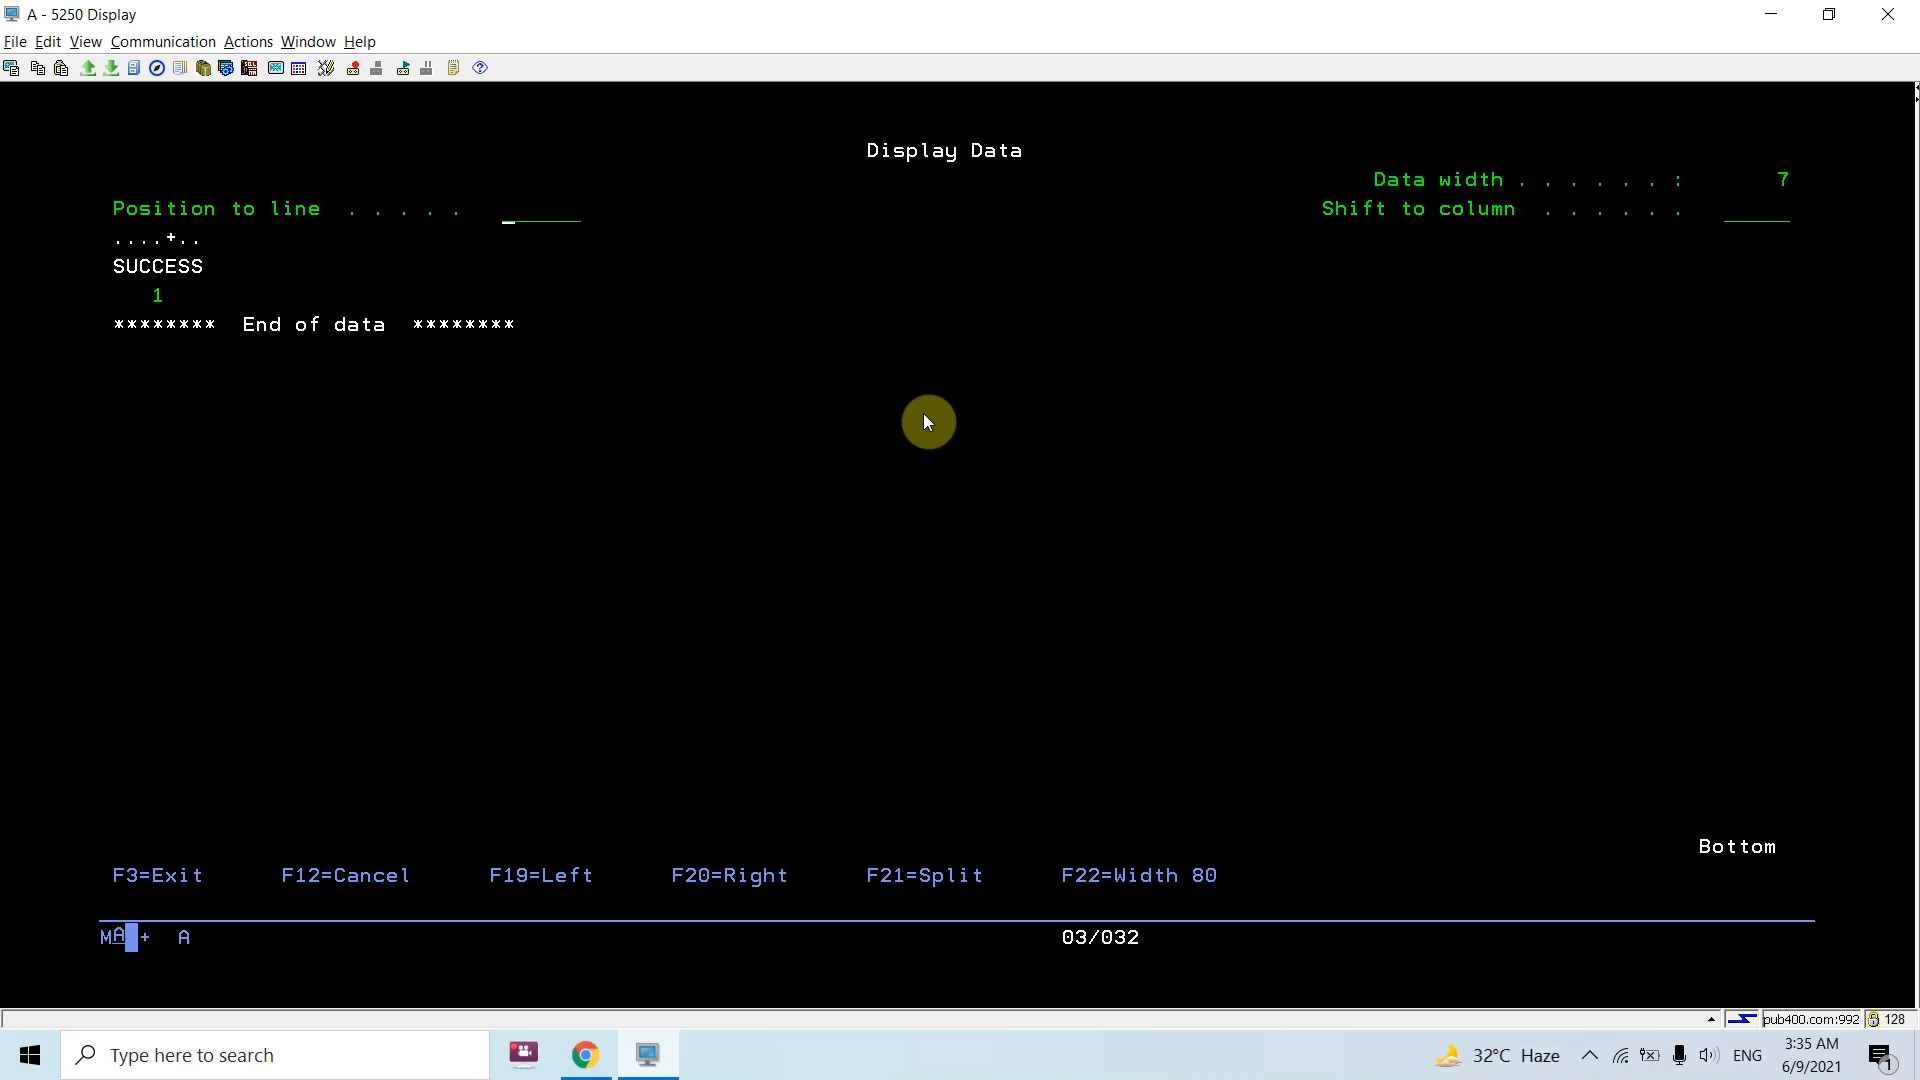 A - 5250 Display
File Edit View Communication Actions Window Help
Display Data
Data width . . . . . . : 7
Position to line . . . . . Shift to column . . . . . .
....+..
SUCCESS
1
******** End of data ********
Bottom
F3=Exit F12=Cancel F19=Left F20=Right F21=Split F22=Width 80
MA + A 03/032
pub400.com:992 128
Type here to search
32°C Haze
ENG
3:35 AM
6/9/2021
1